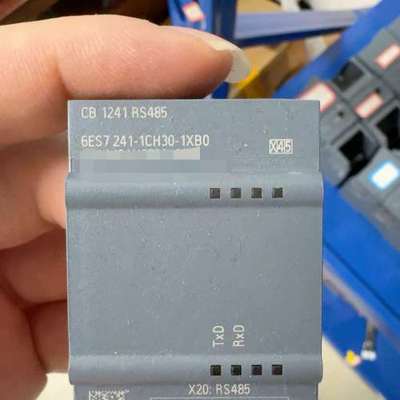 CB 1241 RS485
6ES7 241-1CH30-1XB0
X45
TxD
RxD
X20: RS485